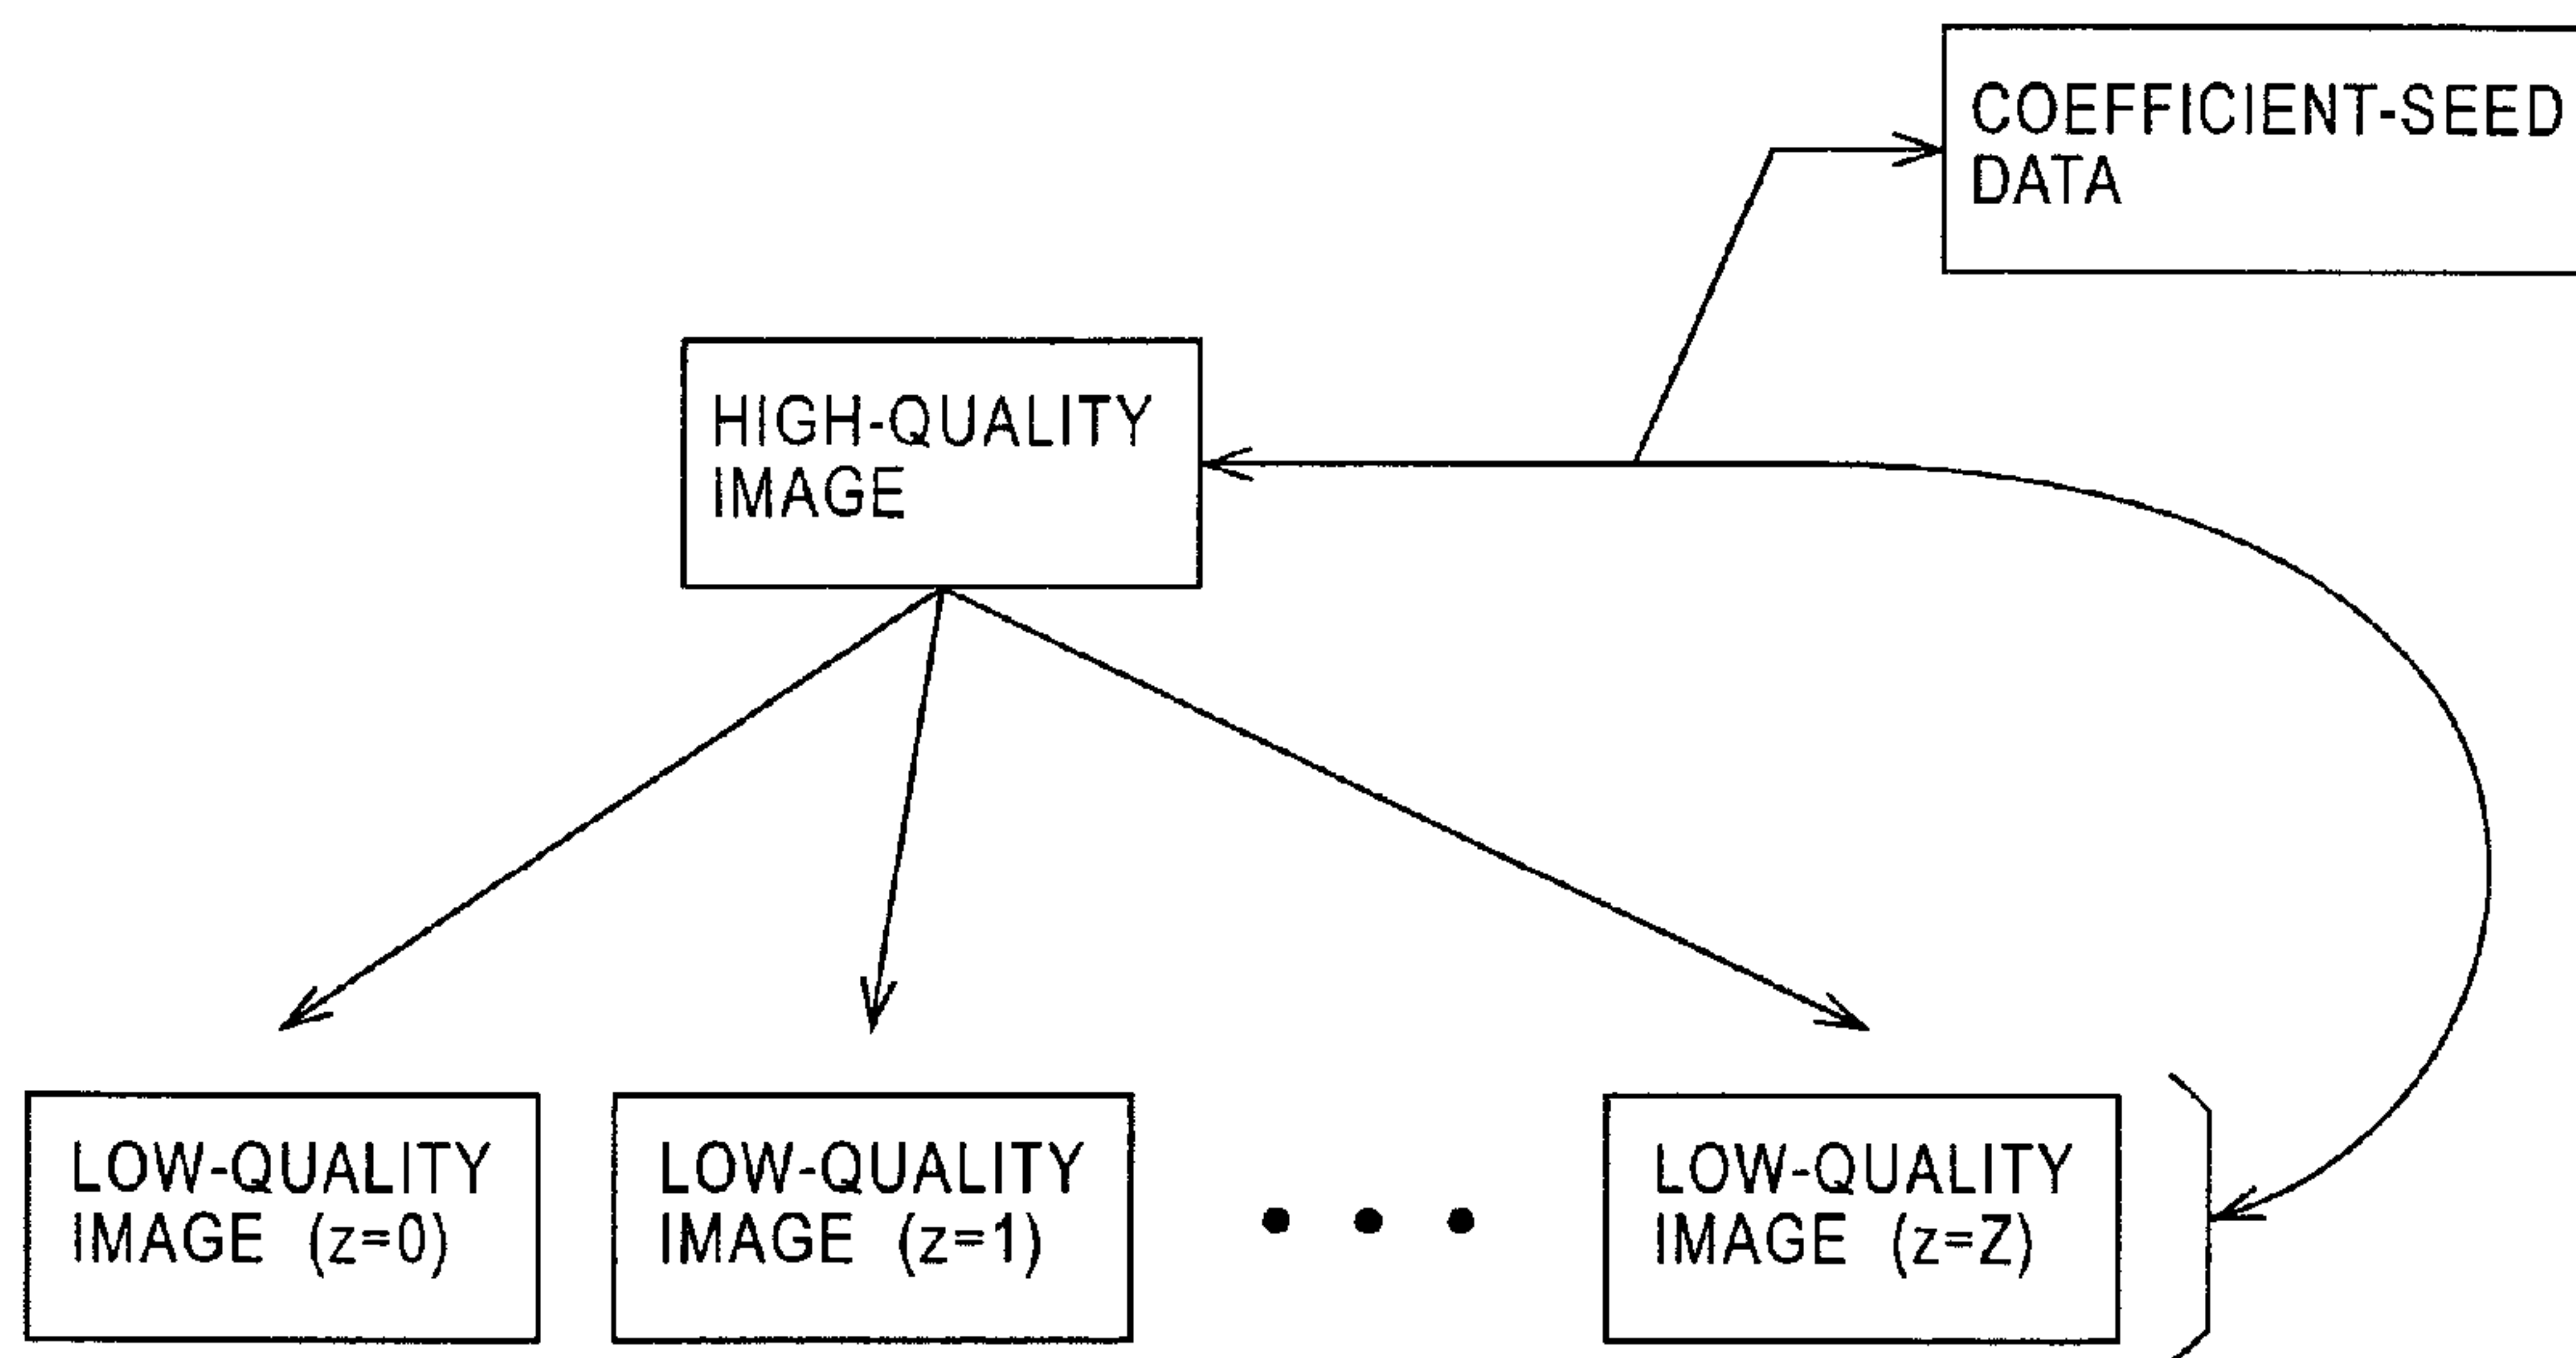 COEFFICIENT-SEED
DATA
HIGH-QUALITY
IMAGE
LOW-QUALITY
IMAGE (z=0)
LOW-QUALITY
IMAGE (z=1)
LOW-QUALITY
IMAGE (z=Z)